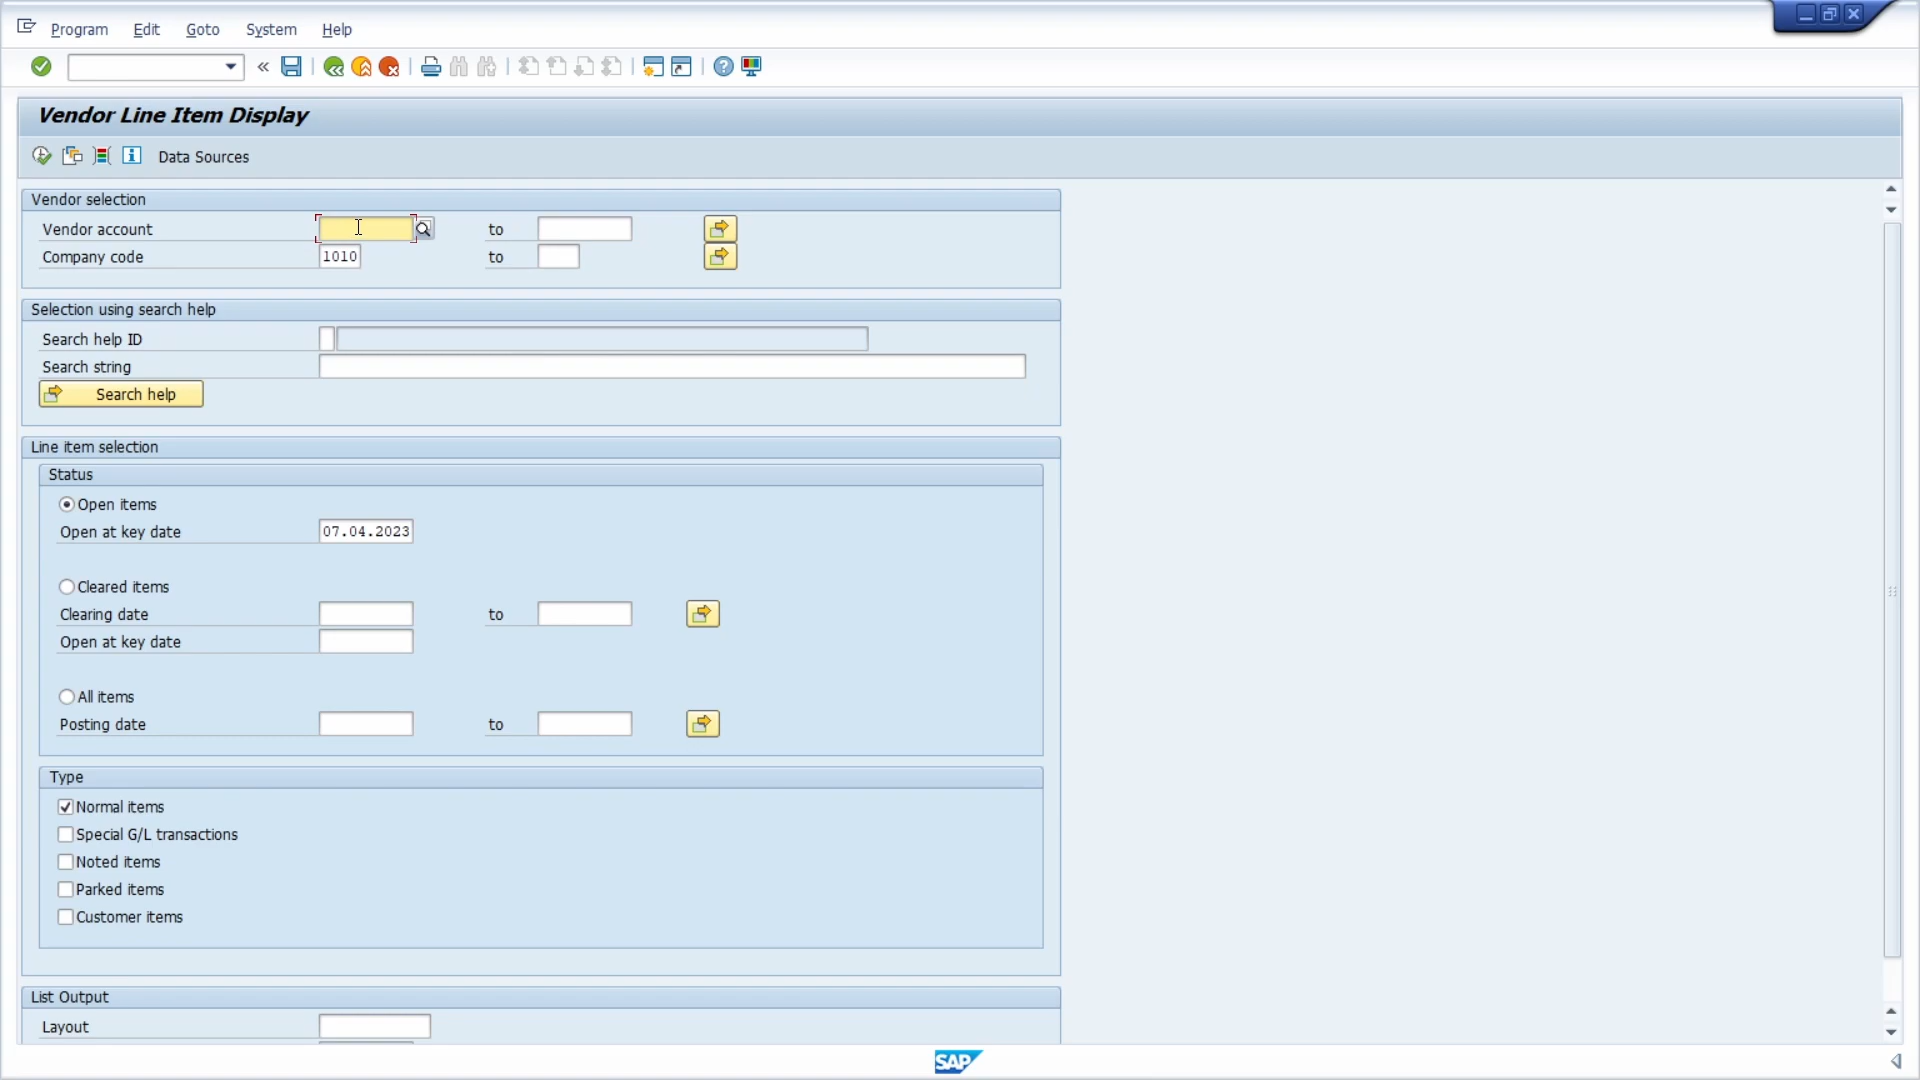 Program Edit Goto System Help
Vendor Line Item Display
Data Sources
Vendor selection
Vendor account to
Company code 1010 to
Selection using search help
Search help ID
Search string
Search help
Line item selection
Status
Open items
Open at key date 07.04.2023
Cleared items
Clearing date to
Open at key date
All items
Posting date to
Type
Normal items
Special G/L transactions
Noted items
Parked items
Customer items
List Output
Layout
SAP